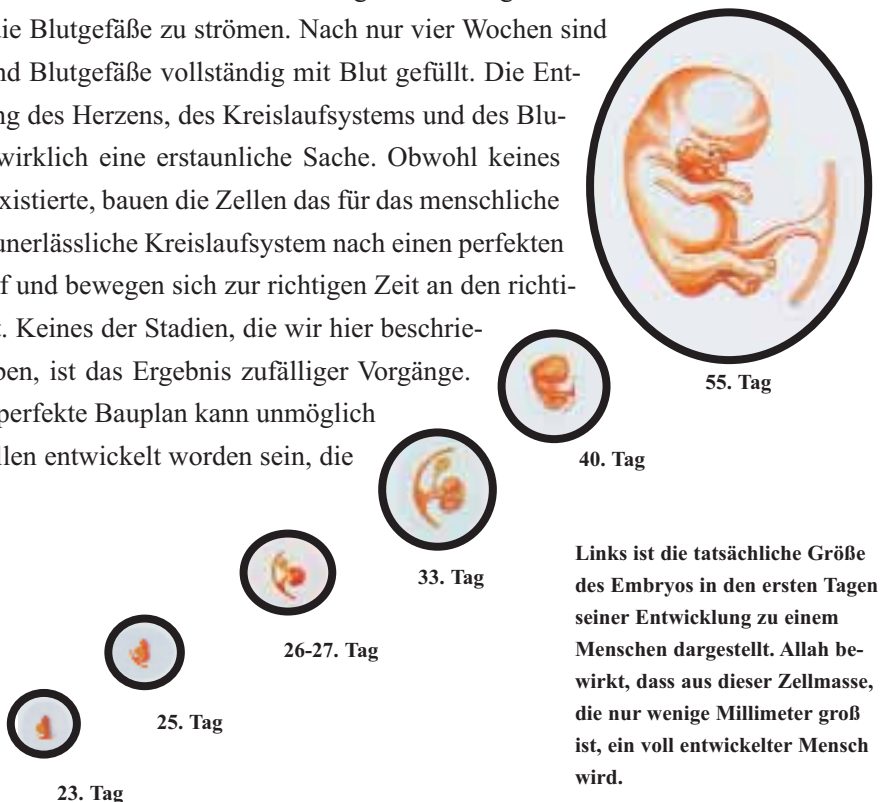 die Blutgefäße zu strömen. Nach nur vier Wochen sind
nd Blutgefäße vollständig mit Blut gefüllt. Die Ent-
ng des Herzens, des Kreislaufsystems und des Blu-
wirklich eine erstaunliche Sache. Obwohl keines
xistierte, bauen die Zellen das für das menschliche
unerlässliche Kreislaufsystem nach einen perfekten
f und bewegen sich zur richtigen Zeit an den richti-
t. Keines der Stadien, die wir hier beschrie-
ben, ist das Ergebnis zufälliger Vorgänge.
perfekte Bauplan kann unmöglich
llen entwickelt worden sein, die
55. Tag
40. Tag
33. Tag
26-27. Tag
25. Tag
23. Tag
Links ist die tatsächliche Größe
des Embryos in den ersten Tagen
seiner Entwicklung zu einem
Menschen dargestellt. Allah be-
wirkt, dass aus dieser Zellmasse,
die nur wenige Millimeter groß
ist, ein voll entwickelter Mensch
wird.